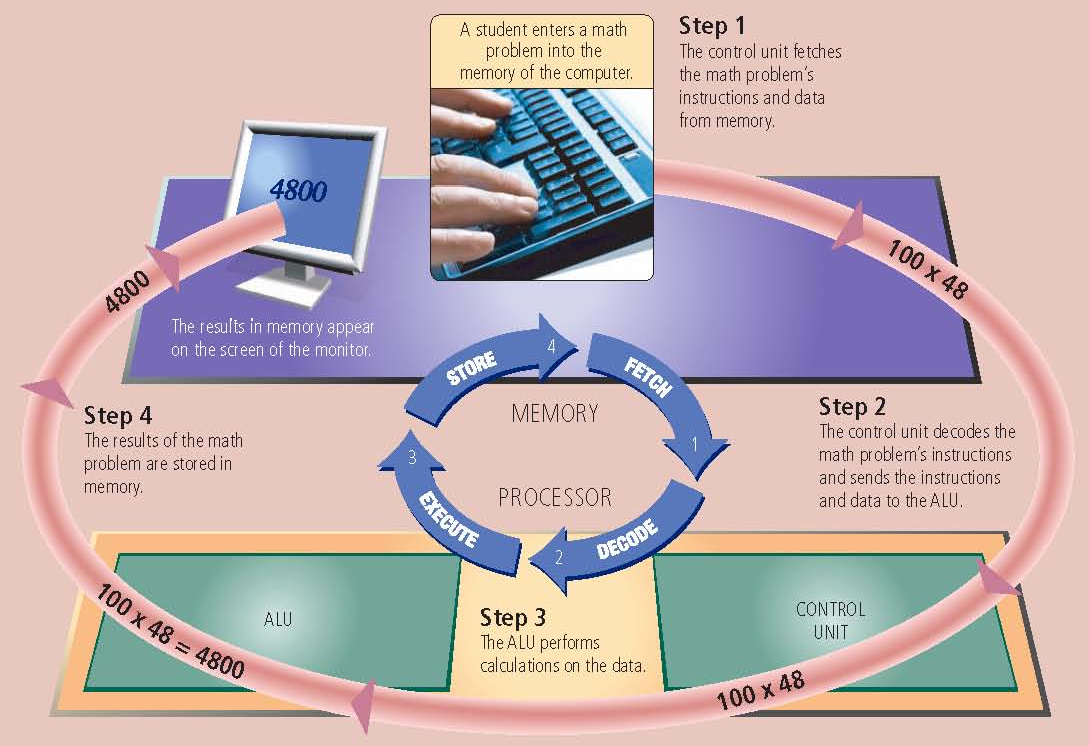 A student enters a math
problem into the
memory of the computer.
Step 1
The control unit fetches
the math problem's
instructions and data
from memory.
4800
100 x 48
4800
The results in memory appear
on the screen of the monitor.
STORE
4
FETCH
1
MEMORY
Step 4
The results of the math
problem are stored in
memory.
Step 2
The control unit decodes the
math problem's instructions
and sends the instructions
and data to the ALU.
3
EXECUTE
PROCESSOR
DECODE
2
ALU
Step 3
The ALU performs
calculations on the data.
CONTROL
UNIT
100 x 48 = 4800
100 x 48